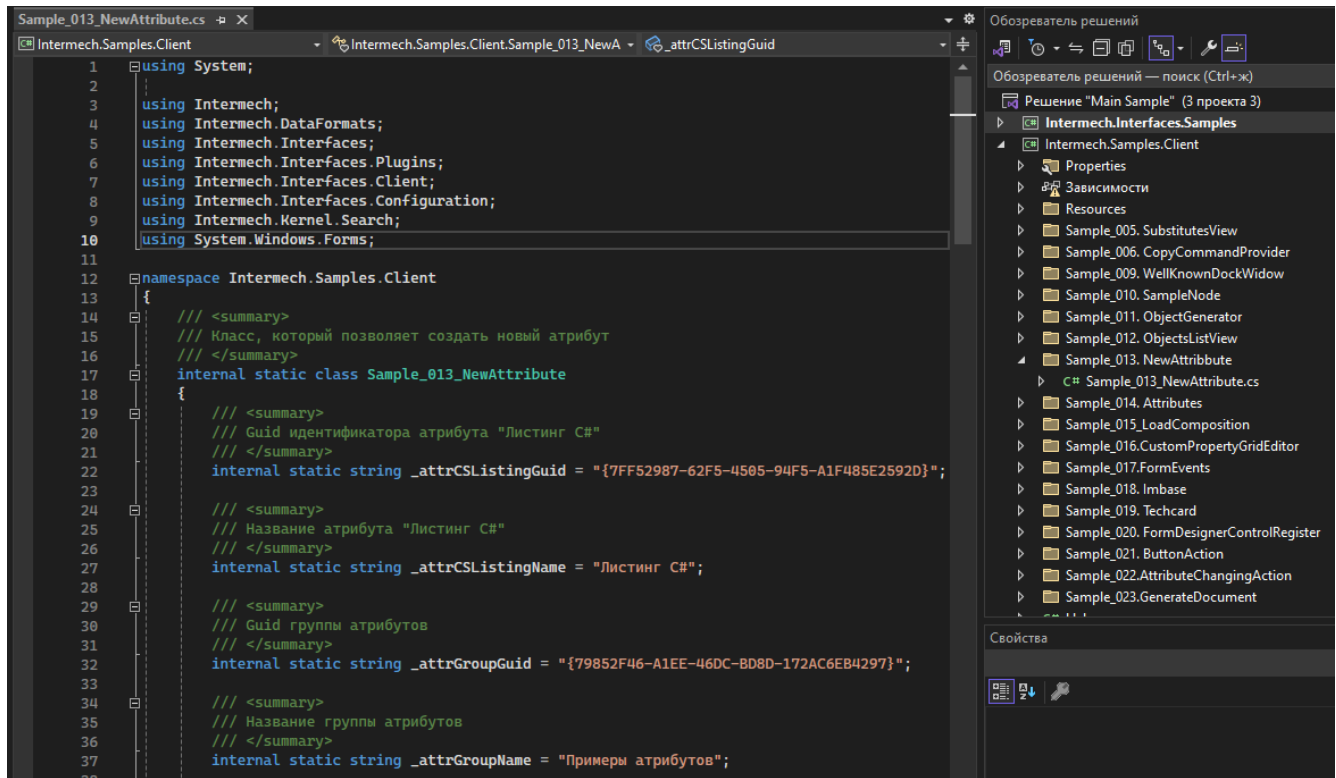 Sample_013_NewAttribute.cs
Intermech.Samples.Client
Intermech.Samples.Client.Sample_013_NewA
_attrCSListingGuid
1 using System;
2
3 using Intermech;
4 using Intermech.DataFormats;
5 using Intermech.Interfaces;
6 using Intermech.Interfaces.Plugins;
7 using Intermech.Interfaces.Client;
8 using Intermech.Interfaces.Configuration;
9 using Intermech.Kernel.Search;
10 using System.Windows.Forms;
11
12 namespace Intermech.Samples.Client
13 {
14 /// <summary>
15 /// Класс, который позволяет создать новый атрибут
16 /// </summary>
17 internal static class Sample_013_NewAttribute
18 {
19 /// <summary>
20 /// Guid идентификатора атрибута "Листинг C#"
21 /// </summary>
22 internal static string _attrCSListingGuid = "{7FF52987-62F5-4505-94F5-A1F485E2592D}";
23
24 /// <summary>
25 /// Название атрибута "Листинг C#"
26 /// </summary>
27 internal static string _attrCSListingName = "Листинг C#";
28
29 /// <summary>
30 /// Guid группы атрибутов
31 /// </summary>
32 internal static string _attrGroupGuid = "{79852F46-A1EE-46DC-BD8D-172AC6EB4297}";
33
34 /// <summary>
35 /// Название группы атрибутов
36 /// </summary>
37 internal static string _attrGroupName = "Примеры атрибутов";
Обозреватель решений
Обозреватель решений — поиск (Ctrl+ж)
Решение "Main Sample" (3 проекта 3)
C# Intermech.Interfaces.Samples
C# Intermech.Samples.Client
Properties
Зависимости
Resources
Sample_005. SubstitutesView
Sample_006. CopyCommandProvider
Sample_009. WellKnownDockWidow
Sample_010. SampleNode
Sample_011. ObjectGenerator
Sample_012. ObjectsListView
Sample_013. NewAttribbute
C# Sample_013_NewAttribute.cs
Sample_014. Attributes
Sample_015_LoadComposition
Sample_016.CustomPropertyGridEditor
Sample_017.FormEvents
Sample_018. Imbase
Sample_019. Techcard
Sample_020. FormDesignerControlRegister
Sample_021. ButtonAction
Sample_022.AttributeChangingAction
Sample_023.GenerateDocument
Свойства